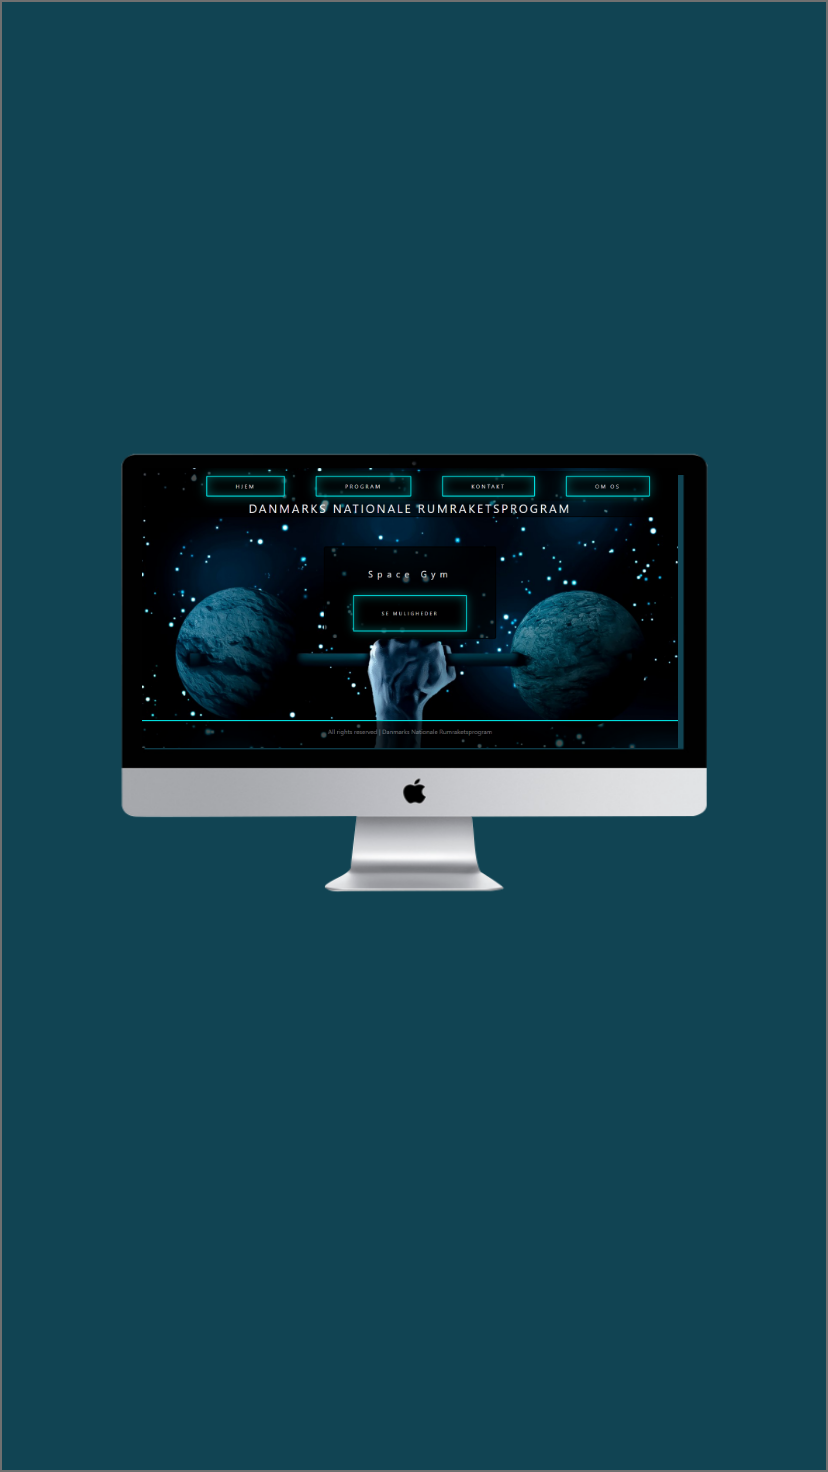 HJEM
PROGRAM
KONTAKT
OM OS
DANMARKS NATIONALE RUMRAKETSPROGRAM
Space Gym
SE MULIGHEDER
All rights reserved | Danmarks Nationale Rumraketsprogram